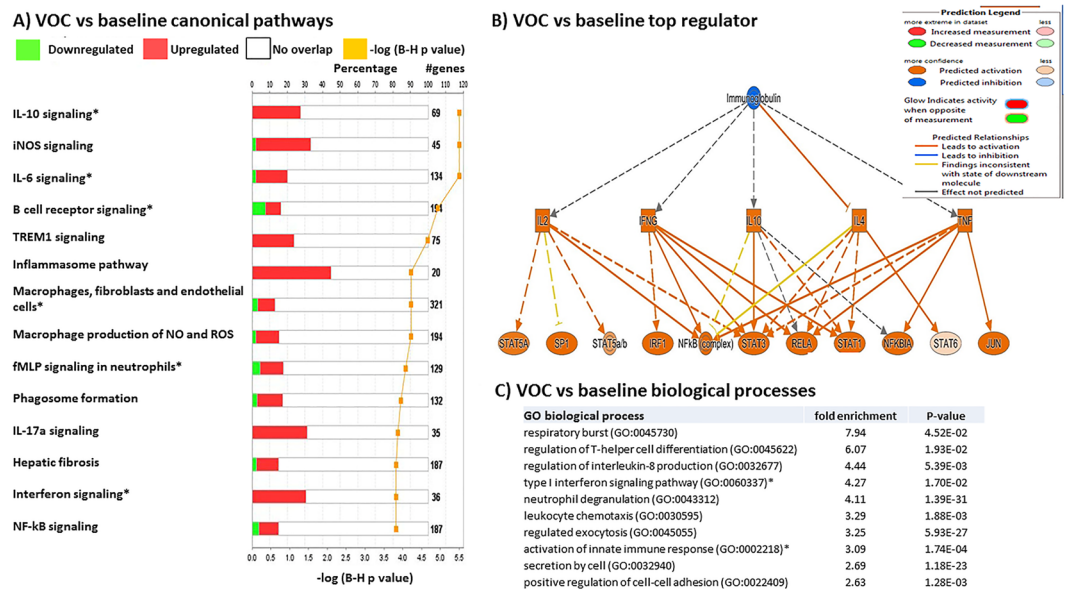 A) VOC vs baseline canonical pathways
Downregulated Upregulated No overlap -log (B-H p value)
Percentage #genes
0 10 20 30 40 50 60 70 80 90 100 110 120
IL-10 signaling* 69
iNOS signaling 45
IL-6 signaling* 134
B cell receptor signaling* 194
TREM1 signaling 75
Inflammasome pathway 20
Macrophages, fibroblasts and endothelial
cells* 321
Macrophage production of NO and ROS 194
fMLP signaling in neutrophils* 129
Phagosome formation 132
IL-17a signaling 35
Hepatic fibrosis 187
Interferon signaling* 36
NF-kB signaling 187
0.0 0.5 1.0 1.5 2.0 2.5 3.0 3.5 4.0 4.5 5.0 5.5
-log (B-H p value)
B) VOC vs baseline top regulator
Prediction Legend
more extreme in dataset less
Increased measurement
Decreased measurement
more confidence less
Predicted activation
Predicted inhibition
Glow Indicates activity
when opposite
of measurement
Predicted Relationships
Leads to activation
Leads to inhibition
Findings inconsistent
with state of downstream
molecule
Effect not predicted
Immunoglobulin
IL2 IFNG IL10 IL4 TNF
STAT5A SP1 STAT5a/b IRF1 NFkB (complex) STAT3 RELA STAT1 NFKBIA STAT6 JUN
C) VOC vs baseline biological processes
GO biological process fold enrichment P-value
respiratory burst (GO:0045730) 7.94 4.52E-02
regulation of T-helper cell differentiation (GO:0045622) 6.07 1.93E-02
regulation of interleukin-8 production (GO:0032677) 4.44 5.39E-03
type I interferon signaling pathway (GO:0060337)* 4.27 1.70E-02
neutrophil degranulation (GO:0043312) 4.11 1.39E-31
leukocyte chemotaxis (GO:0030595) 3.29 1.88E-03
regulated exocytosis (GO:0045055) 3.25 5.93E-27
activation of innate immune response (GO:0002218)* 3.09 1.74E-04
secretion by cell (GO:0032940) 2.69 1.18E-23
positive regulation of cell-cell adhesion (GO:0022409) 2.63 1.28E-03